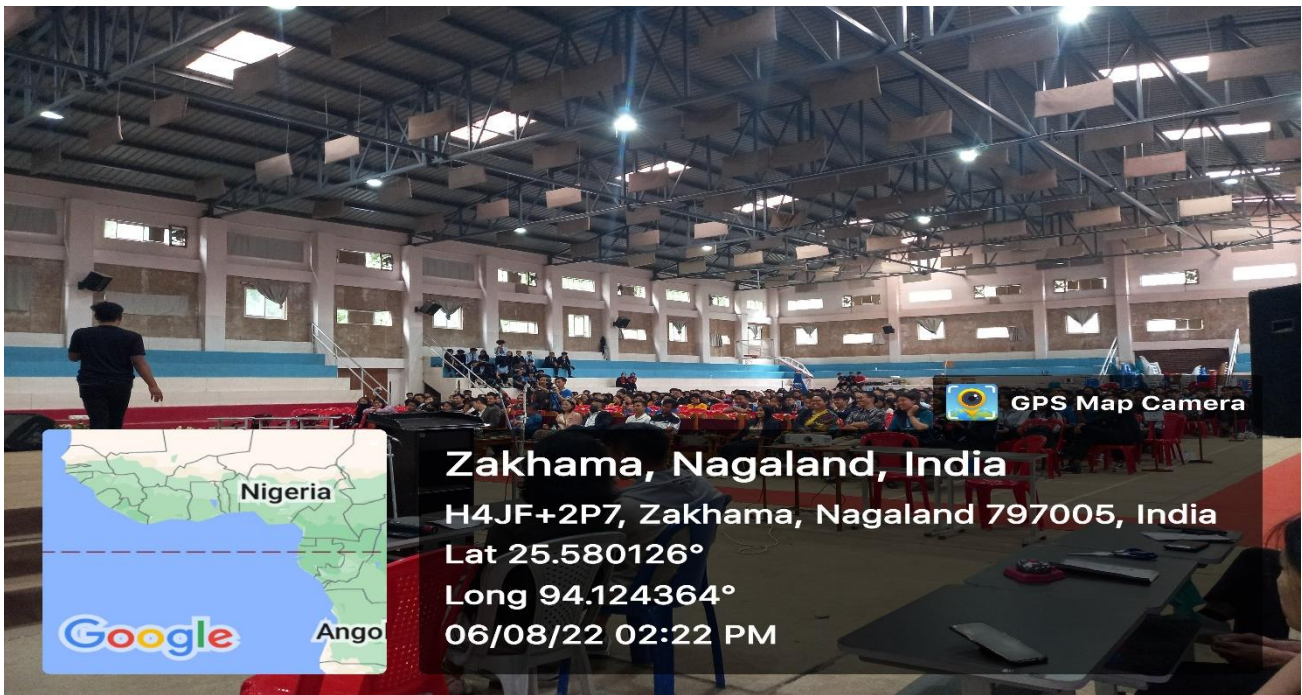 GPS Map Camera
Zakhama, Nagaland, India
H4JF+2P7, Zakhama, Nagaland 797005, India
Lat 25.580126°
Long 94.124364°
06/08/22 02:22 PM
Nigeria
Angol
Google